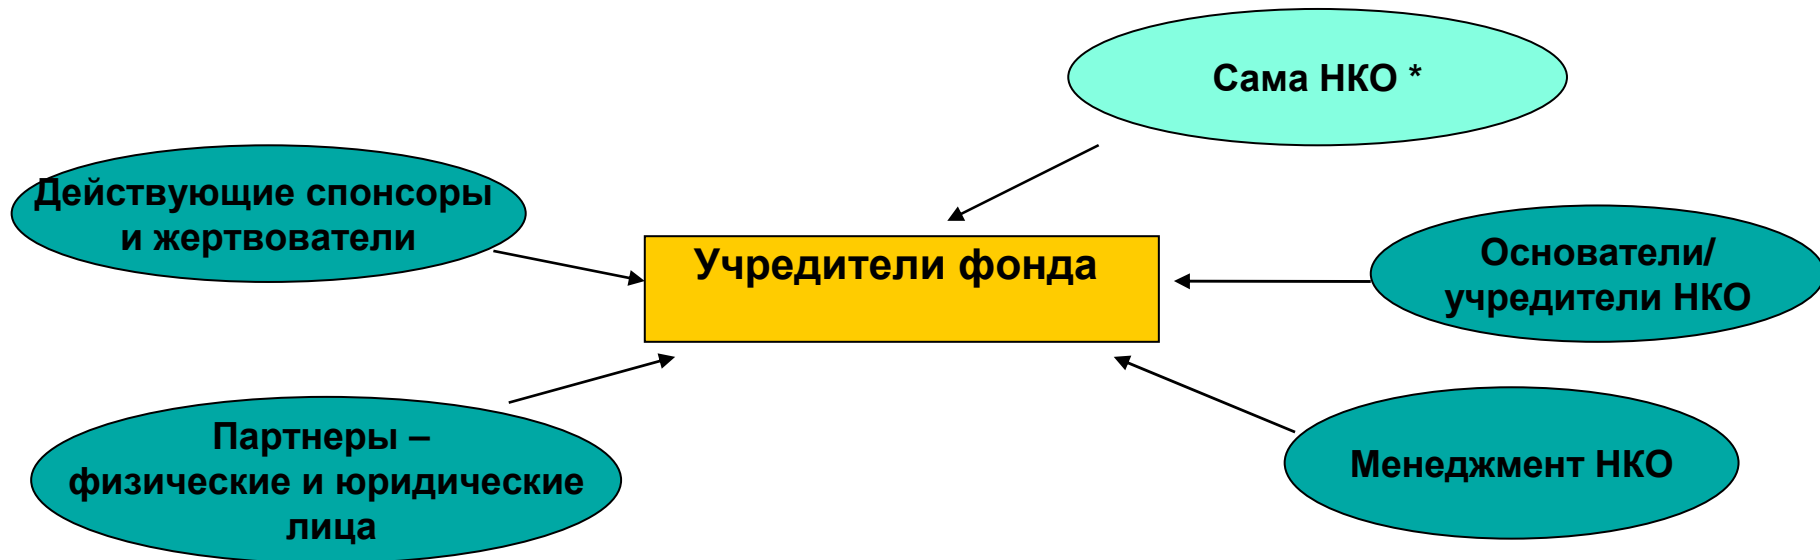 Сама НКО *
Действующие спонсоры
и жертвователи
Учредители фонда
Основатели/
учредители НКО
Партнеры –
физические и юридические
лица
Менеджмент НКО